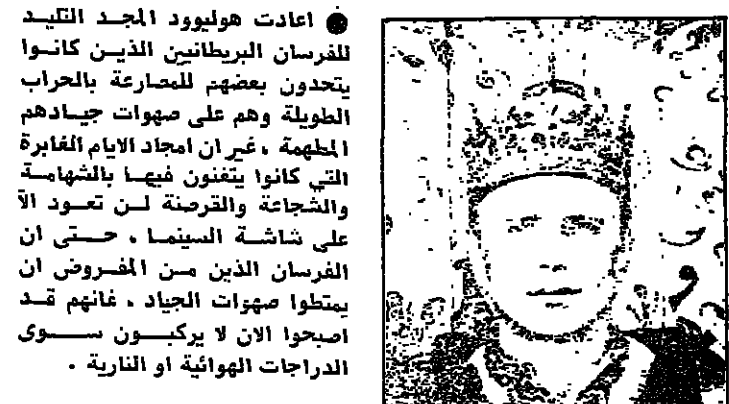 ● اعادت هوليوود المجد التليد
للفرسان البريطانيين الذين كانوا
يتحدون بعضهم للمصارعة بالحراب
الطويلة وهم على صهوات جيادهم
المطهمة ، غير ان امجاد الايام الغابرة
التي كانوا يتغنون فيها بالشهامة
والشجاعة والقرصنة لن تعود الا
على شاشة السينما ، حتى ان
الفرسان الذين من المفروض ان
يمتطوا صهوات الجياد ، فانهم قد
اصبحوا الان لا يركبون سوى
الدراجات الهوائية او النارية .